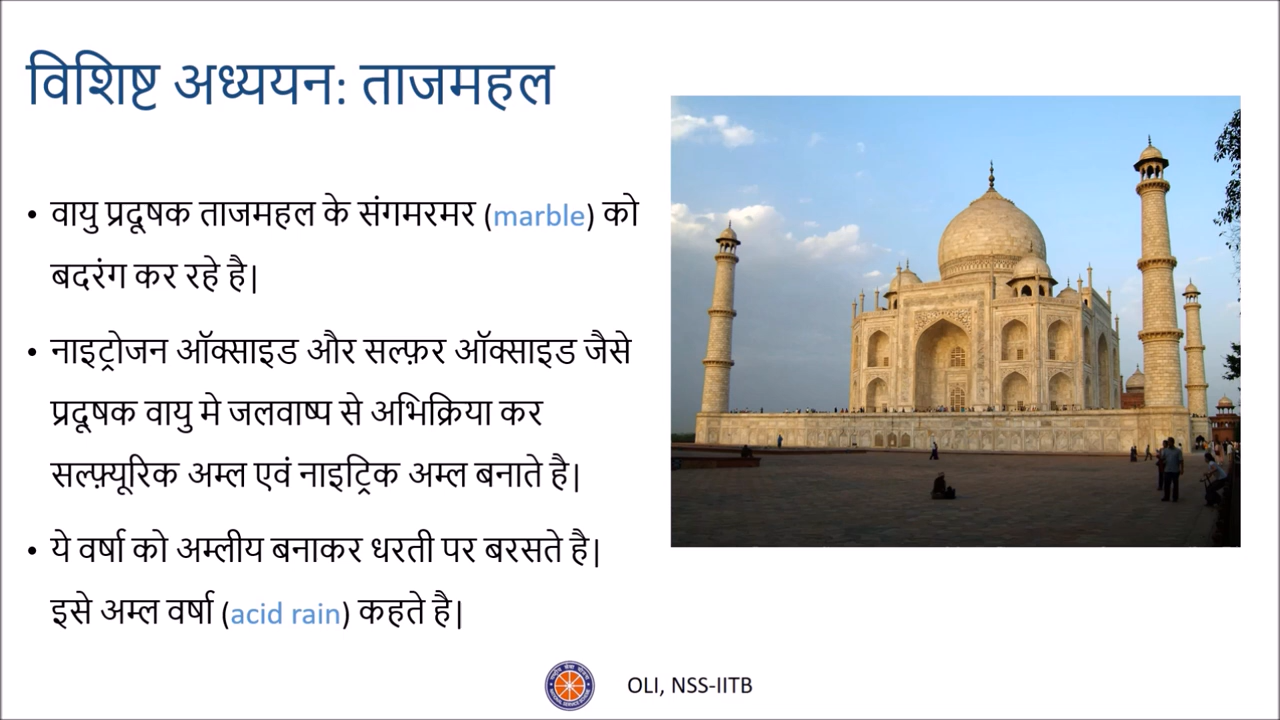 विशिष्ट अध्ययन: ताजमहल
• वायु प्रदूषक ताजमहल के संगमरमर (marble) को
बदरंग कर रहे है|
• नाइट्रोजन ऑक्साइड और सल्फ़र ऑक्साइड जैसे
प्रदूषक वायु मे जलवाष्प से अभिक्रिया कर
सल्फ़्यूरिक अम्ल एवं नाइट्रिक अम्ल बनाते है|
• ये वर्षा को अम्लीय बनाकर धरती पर बरसते है|
इसे अम्ल वर्षा (acid rain) कहते है|
OLI, NSS-IITB